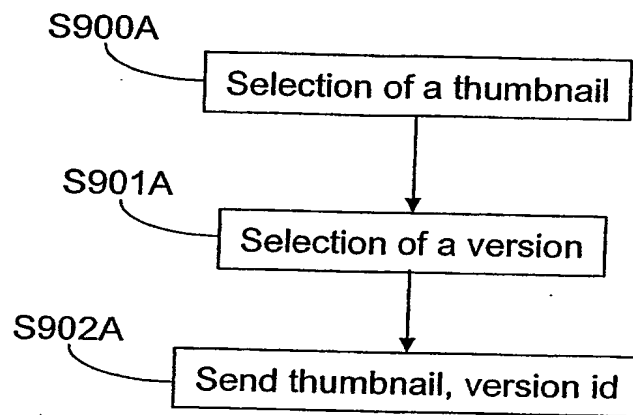 S900A
Selection of a thumbnail
S901A
Selection of a version
S902A
Send thumbnail, version id